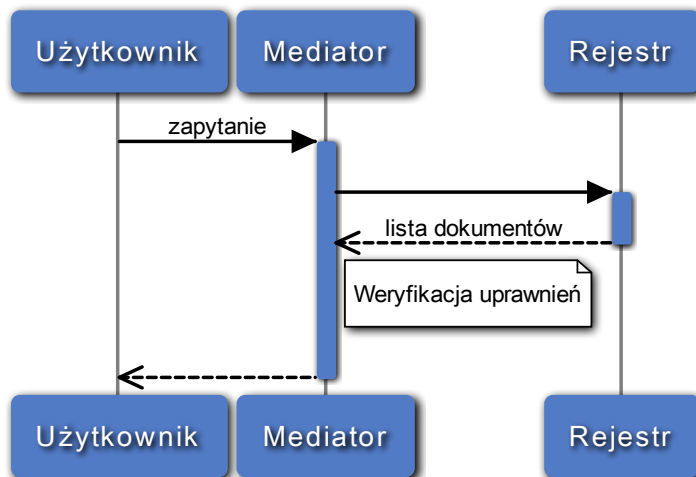 Użytkownik
Mediator
Rejestr
zapytanie
lista dokumentów
Weryfikacja uprawnień
Użytkownik
Mediator
Rejestr